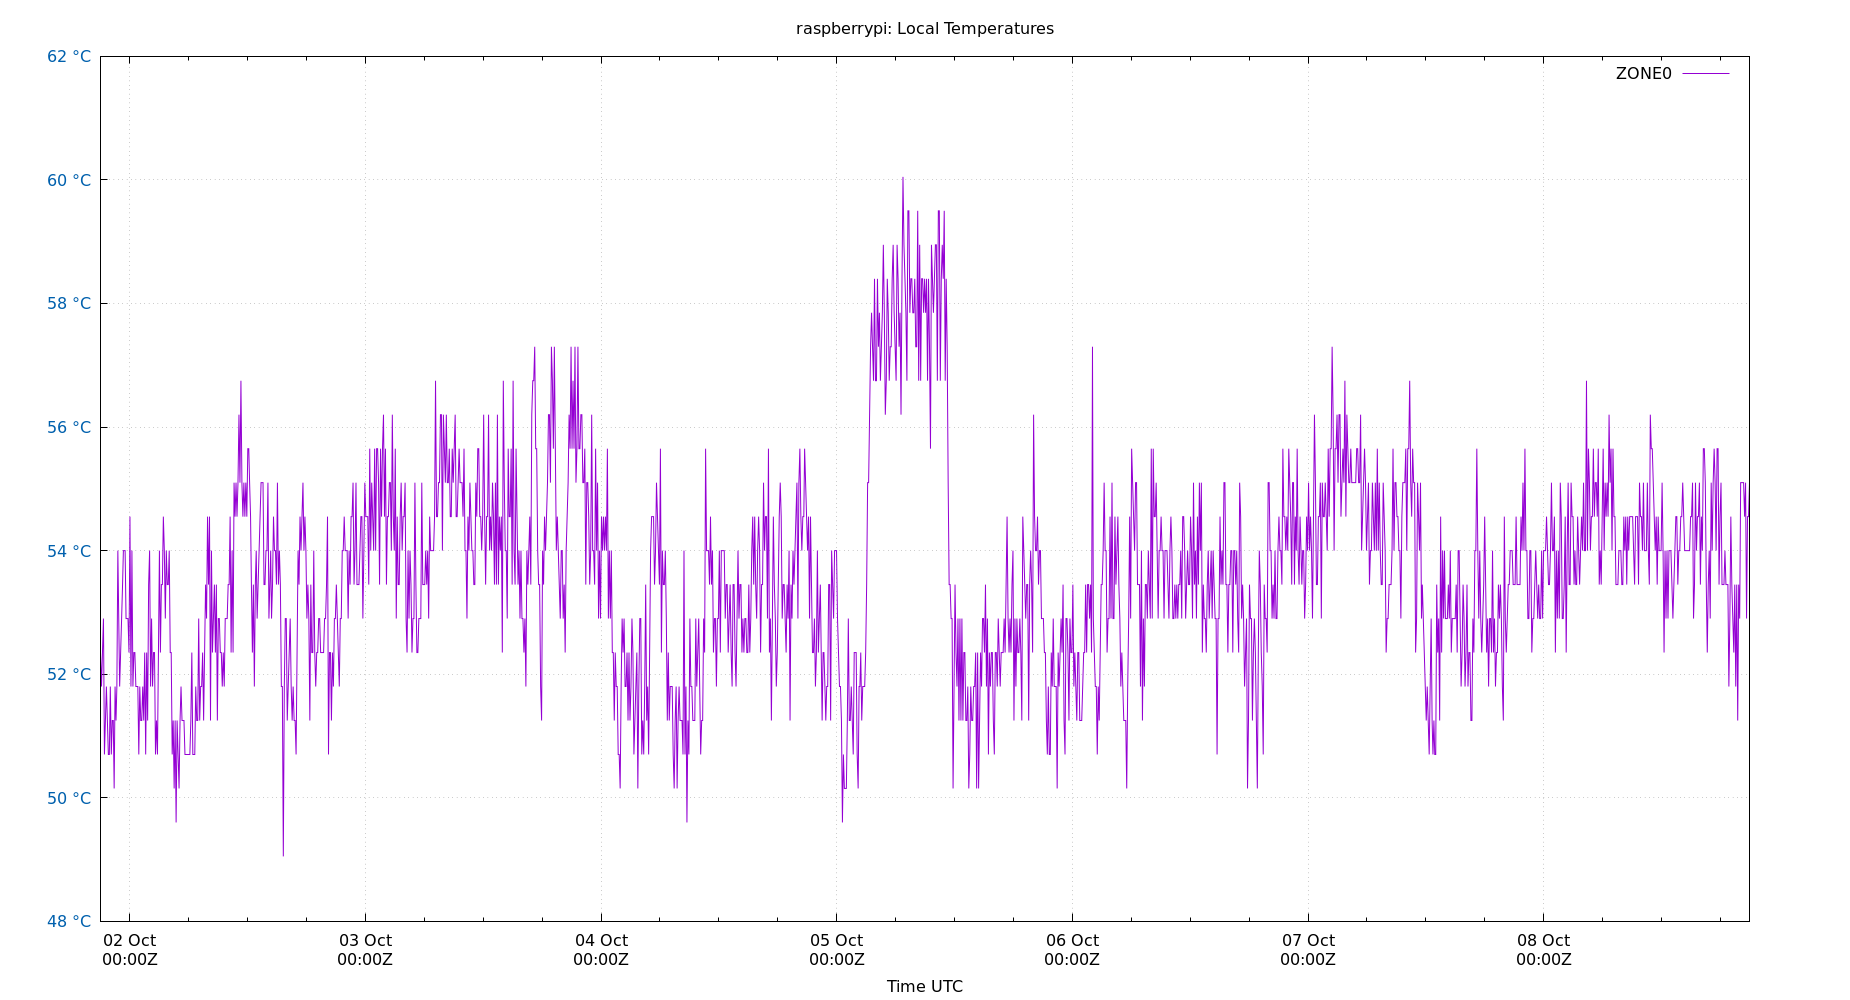 raspberrypi: Local Temperatures
62 °C
ZONE0
60 °C
58 °C
56 °C
54 °C
52 °C
50 °C
48 °C
02 Oct 03 Oct 04 Oct 05 Oct 06 Oct 07 Oct 08 Oct
00:00Z 00:00Z 00:00Z 00:00Z 00:00Z 00:00Z 00:00Z
Time UTC